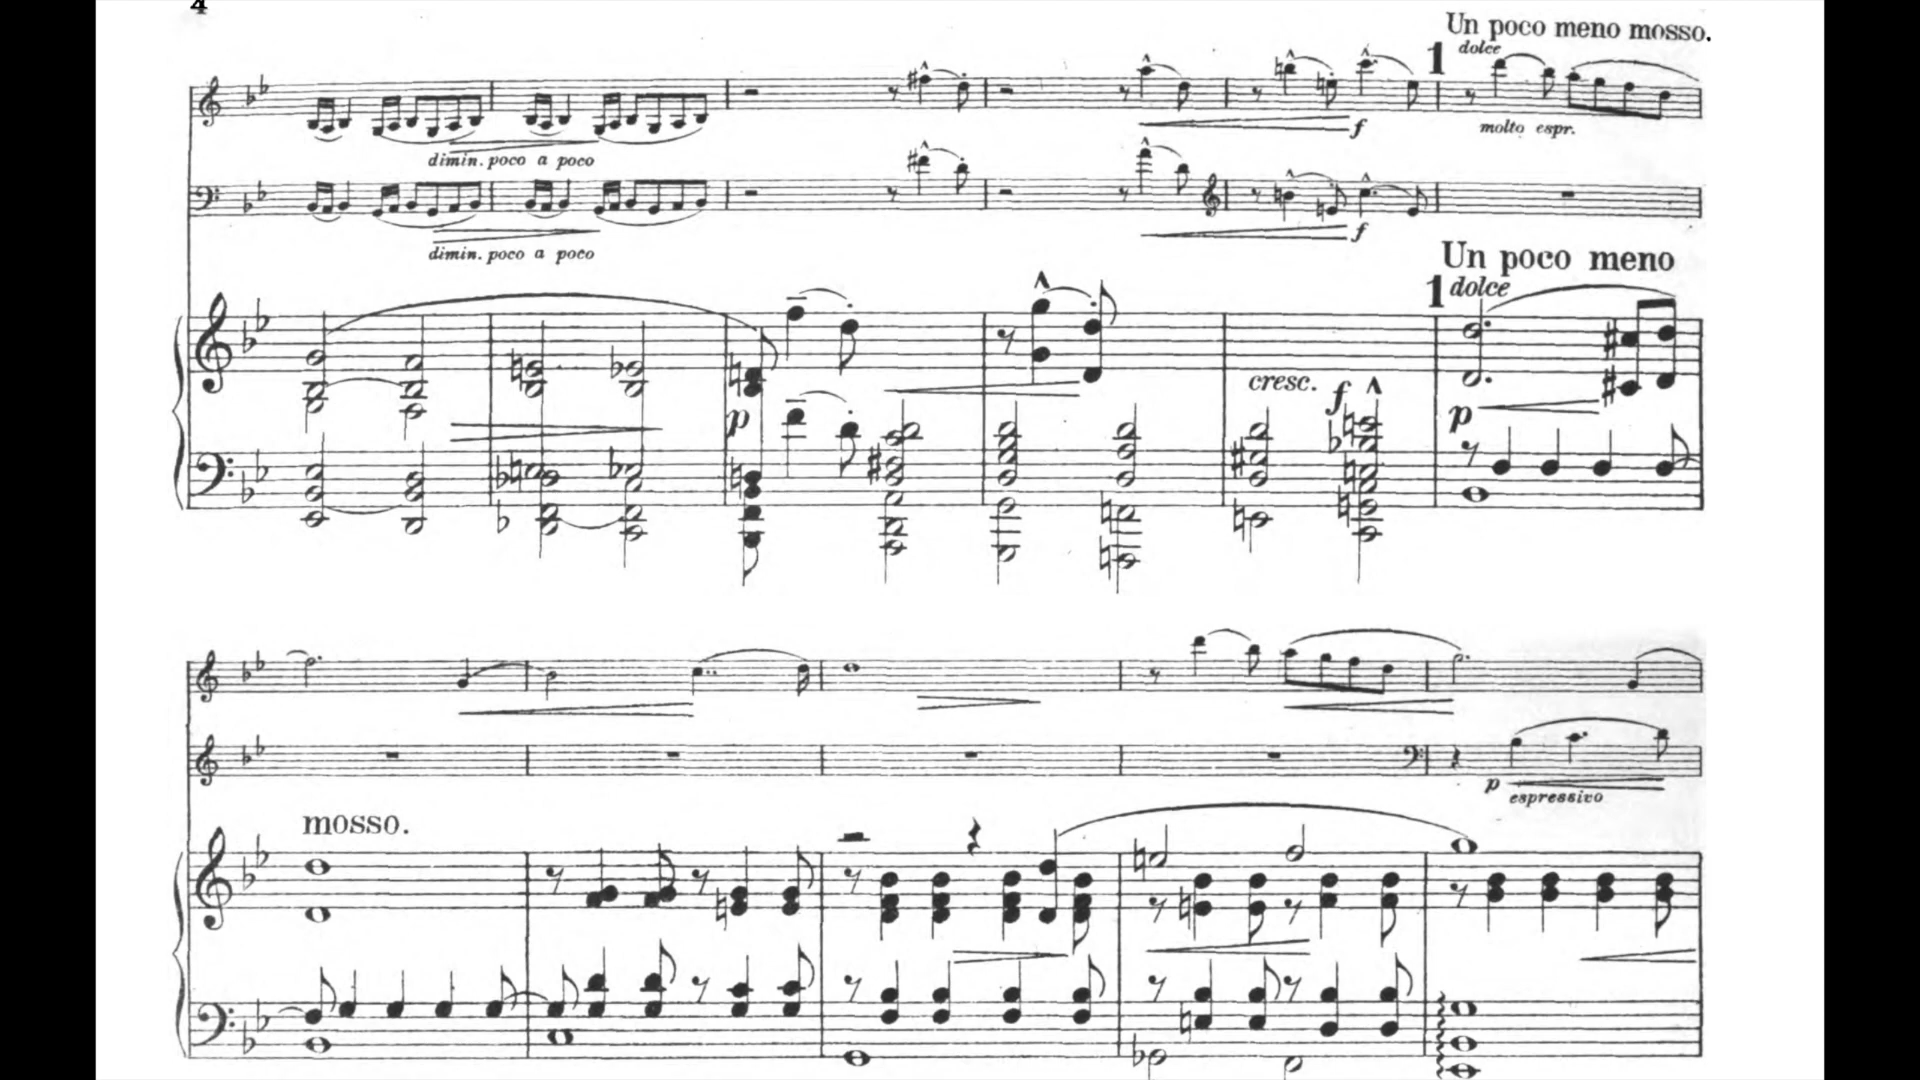 4
Un poco meno mosso.
1 dolce
molto espr.
dimin. poco a poco
f
dimin. poco a poco
f
Un poco meno
1 dolce
cresc. f
p
p
p
espressivo
mosso.